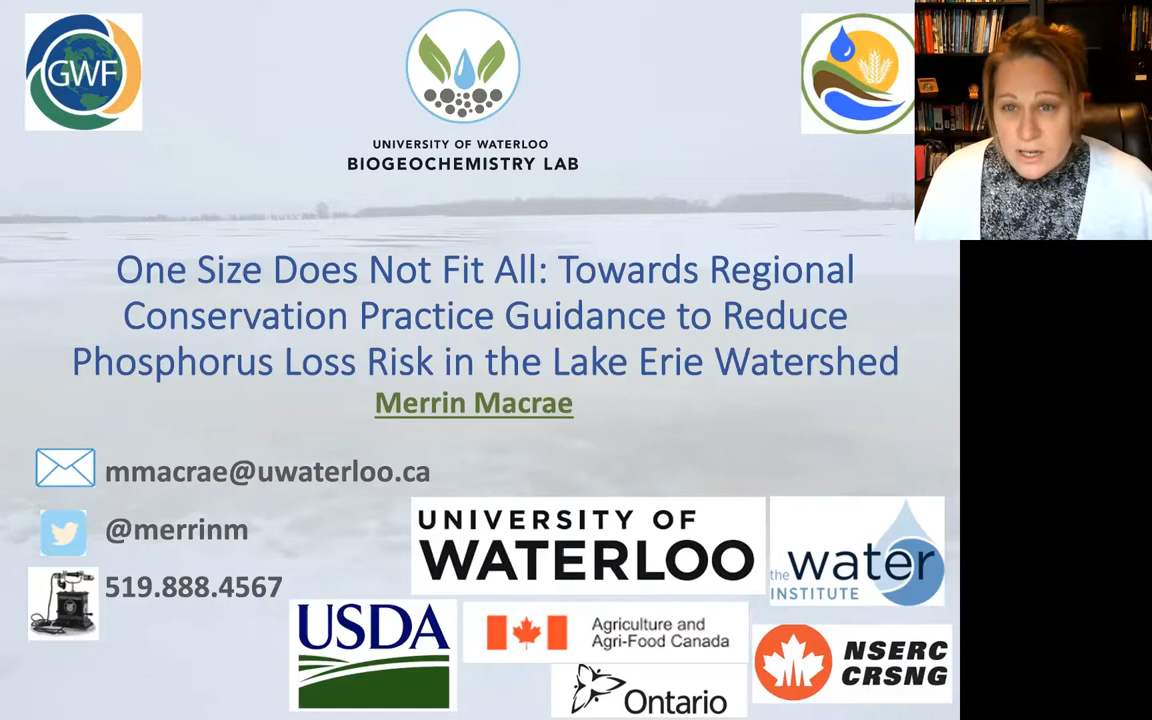 GWF
UNIVERSITY OF WATERLOO
BIOGEOCHEMISTRY LAB
One Size Does Not Fit All: Towards Regional
Conservation Practice Guidance to Reduce
Phosphorus Loss Risk in the Lake Erie Watershed
Merrin Macrae
mmacrae@uwaterloo.ca
@merrinm
519.888.4567
UNIVERSITY OF
WATERLOO
the water
INSTITUTE
USDA
Agriculture and
Agri-Food Canada
Ontario
NSERC
CRSNG